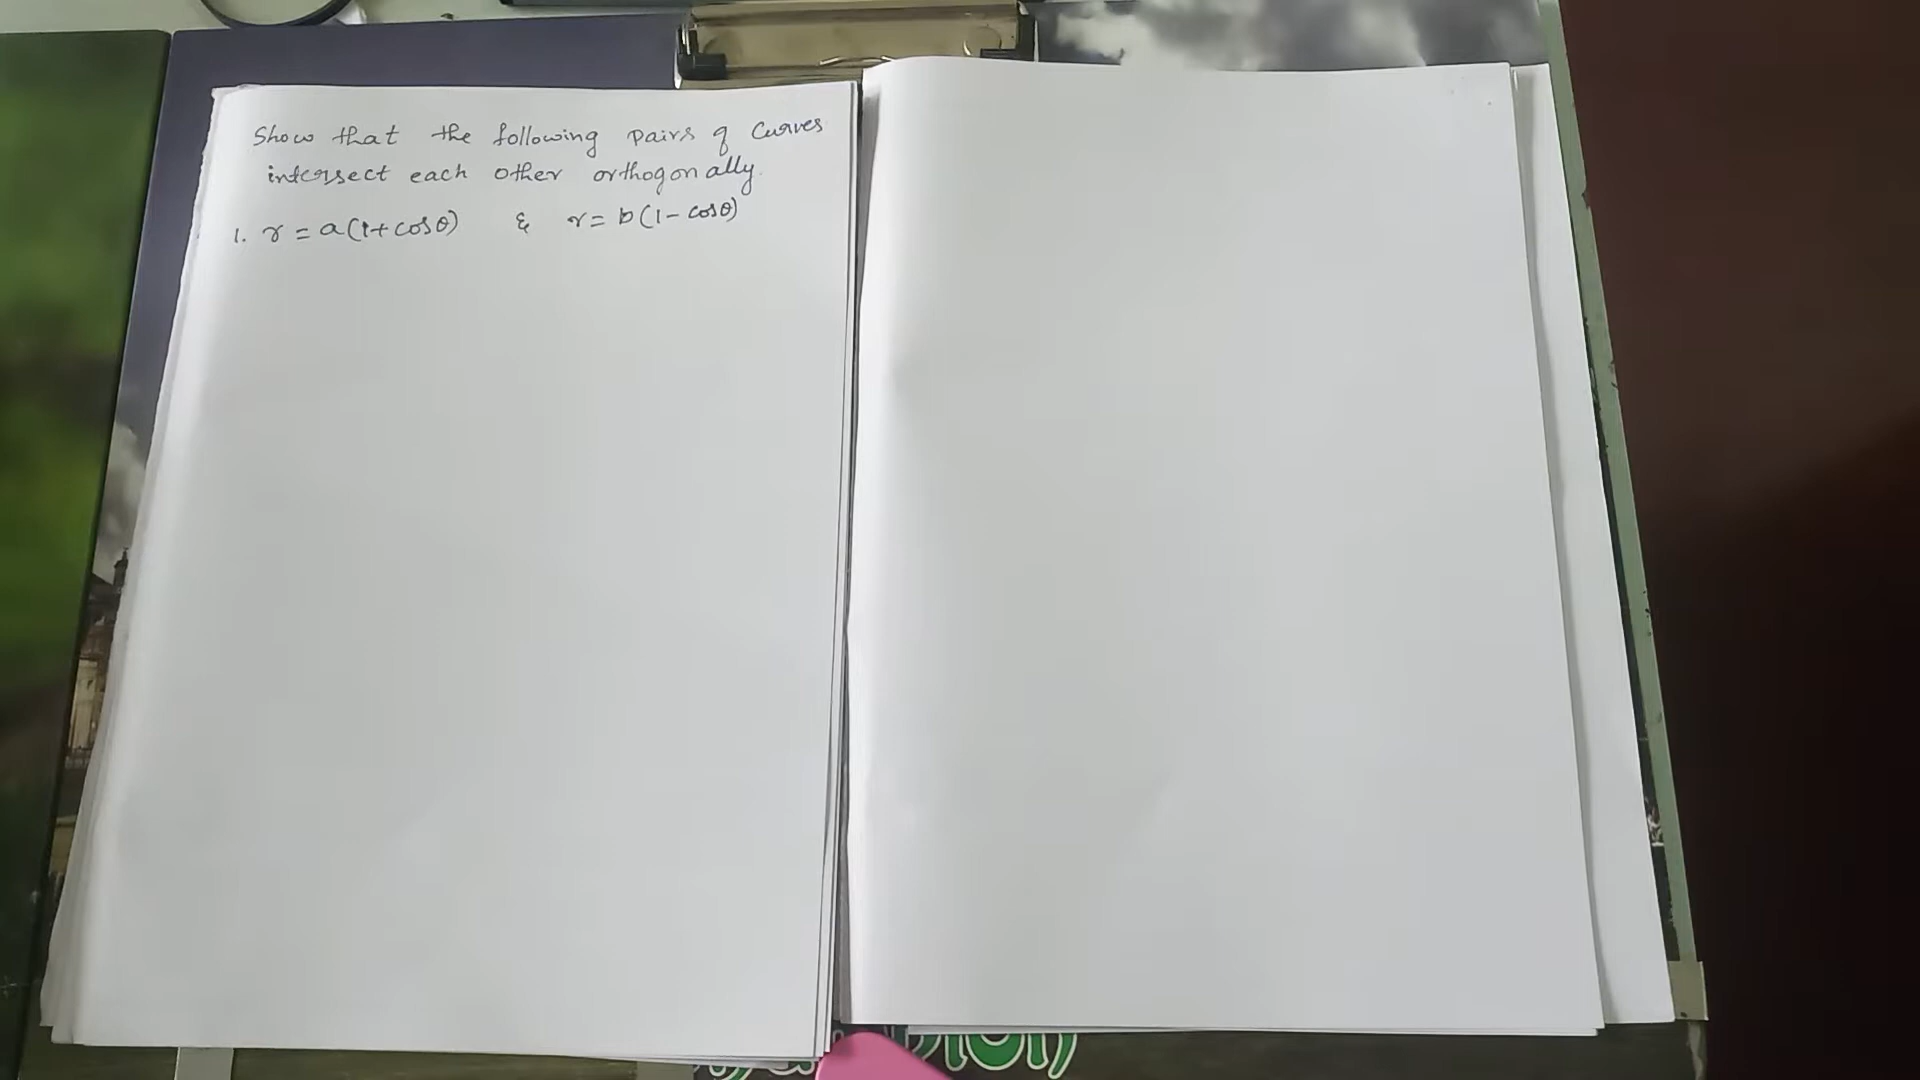 Show that the following pairs of curves
intersect each other orthogonally.
1. r = a(1+cosθ) & r = b(1-cosθ)